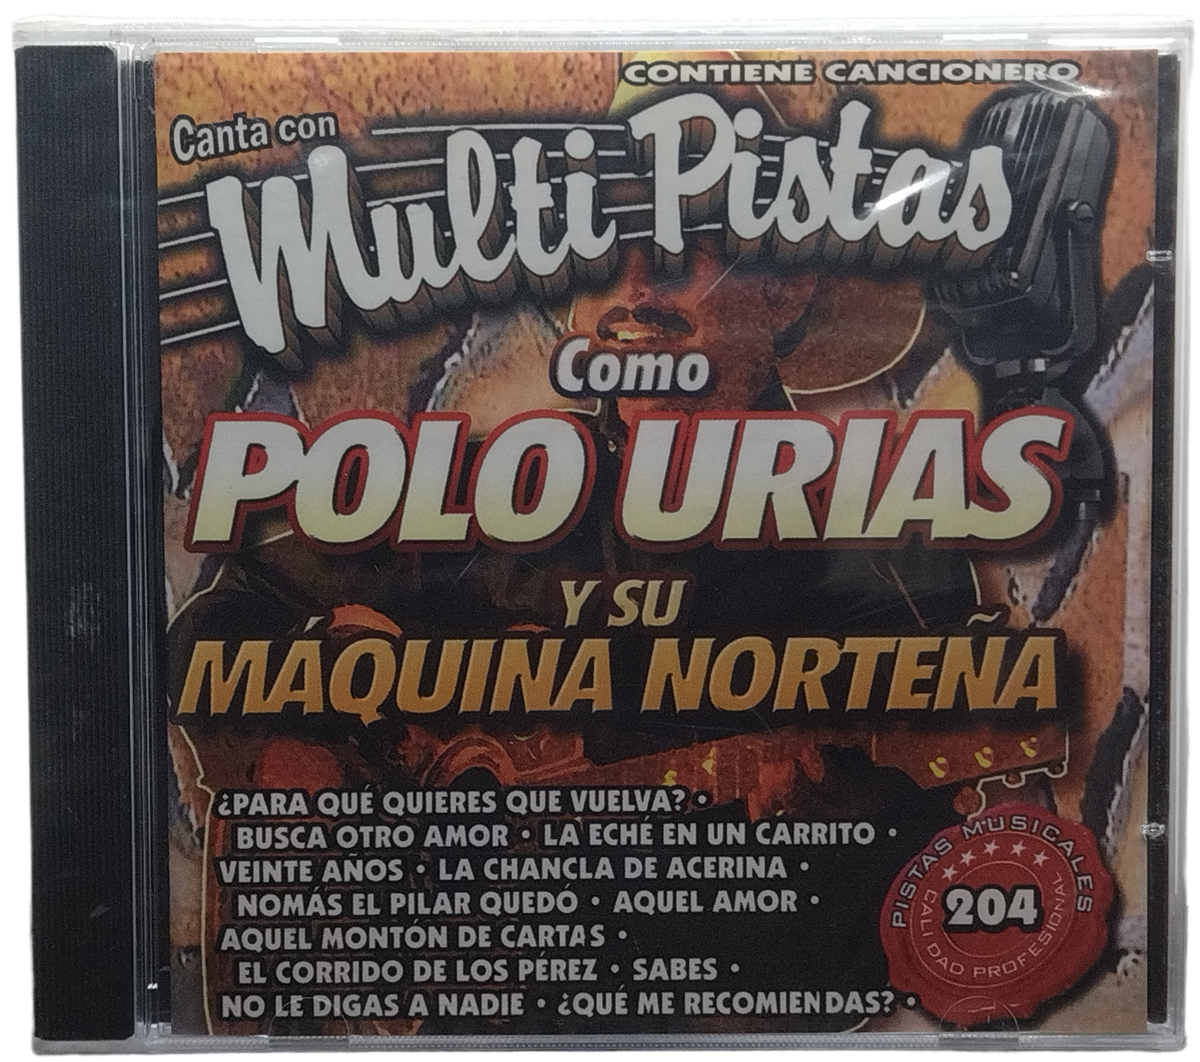 CONTIENE CANCIONERO
Canta con
Multi Pistas
Como
POLO URIAS
Y SU
MÁQUINA NORTEÑA
¿PARA QUÉ QUIERES QUE VUELVA? •
BUSCA OTRO AMOR • LA ECHÉ EN UN CARRITO •
VEINTE AÑOS • LA CHANCLA DE ACERINA •
NOMÁS EL PILAR QUEDÓ • AQUEL AMOR •
AQUEL MONTÓN DE CARTAS •
EL CORRIDO DE LOS PÉREZ • SABES •
NO LE DIGAS A NADIE • ¿QUÉ ME RECOMIENDAS? •
PISTAS MUSICALES
204
CALIDAD PROFESIONAL